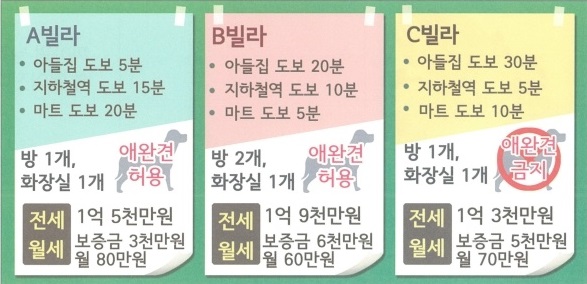 A빌라
• 아들집 도보 5분
• 지하철역 도보 15분
• 마트 도보 20분
방 1개,
화장실 1개
애완견
허용
전세 1억 5천만원
월세 보증금 3천만원
월 80만원
B빌라
• 아들집 도보 20분
• 지하철역 도보 10분
• 마트 도보 5분
방 2개,
화장실 1개
애완견
허용
전세 1억 9천만원
월세 보증금 6천만원
월 60만원
C빌라
• 아들집 도보 30분
• 지하철역 도보 5분
• 마트 도보 10분
방 1개,
화장실 1개
애완견
금지
전세 1억 3천만원
월세 보증금 5천만원
월 70만원